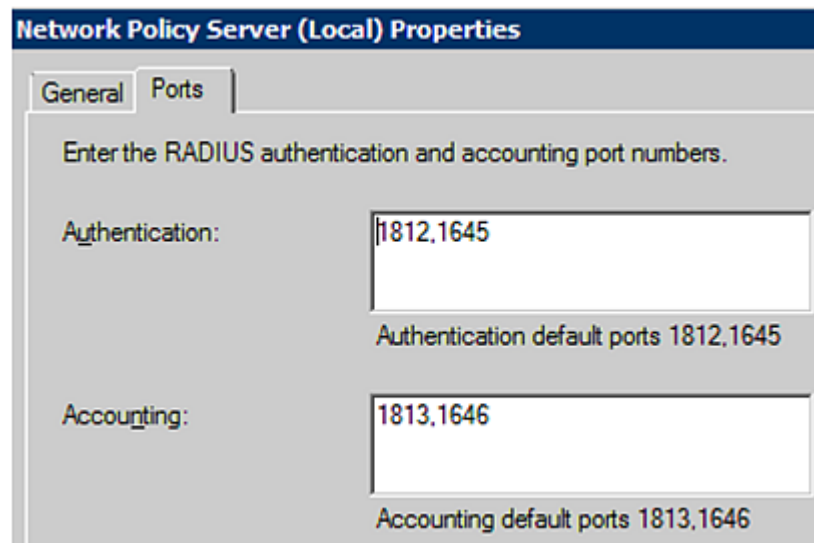 Network Policy Server (Local) Properties
General Ports
Enter the RADIUS authentication and accounting port numbers.
Authentication: 1812,1645
Authentication default ports 1812,1645
Accounting: 1813,1646
Accounting default ports 1813,1646